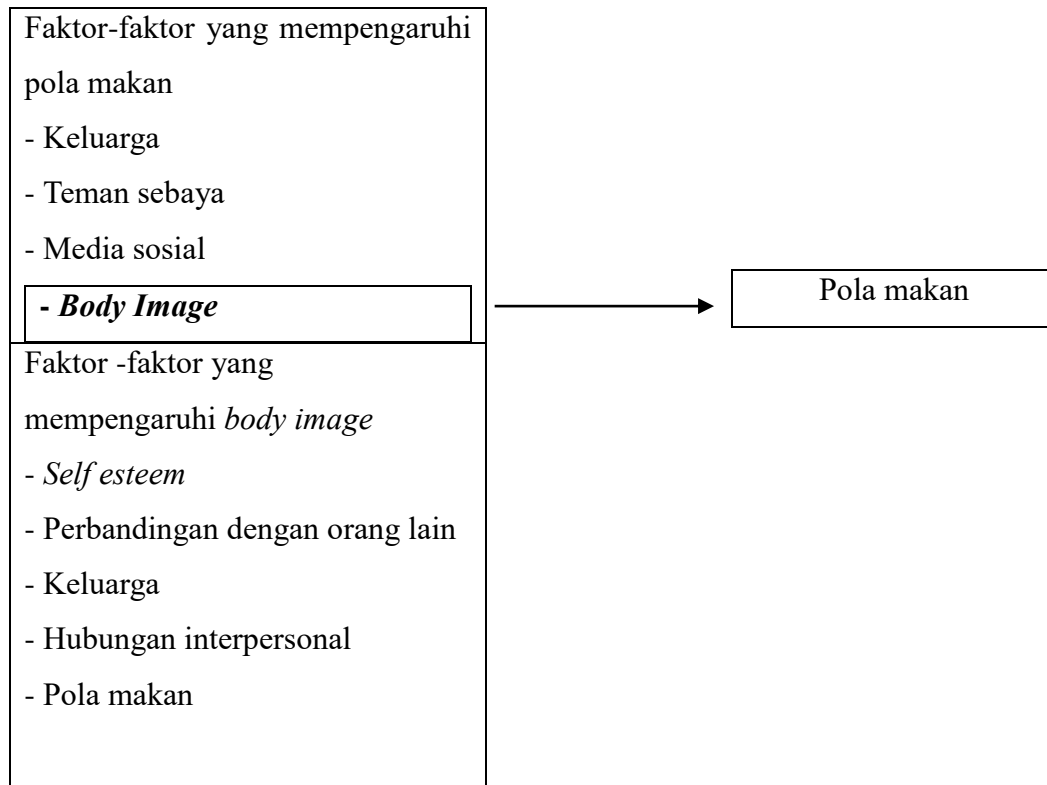 Faktor-faktor yang mempengaruhi
pola makan
- Keluarga
- Teman sebaya
- Media sosial
- Body Image
Pola makan
Faktor -faktor yang
mempengaruhi body image
- Self esteem
- Perbandingan dengan orang lain
- Keluarga
- Hubungan interpersonal
- Pola makan